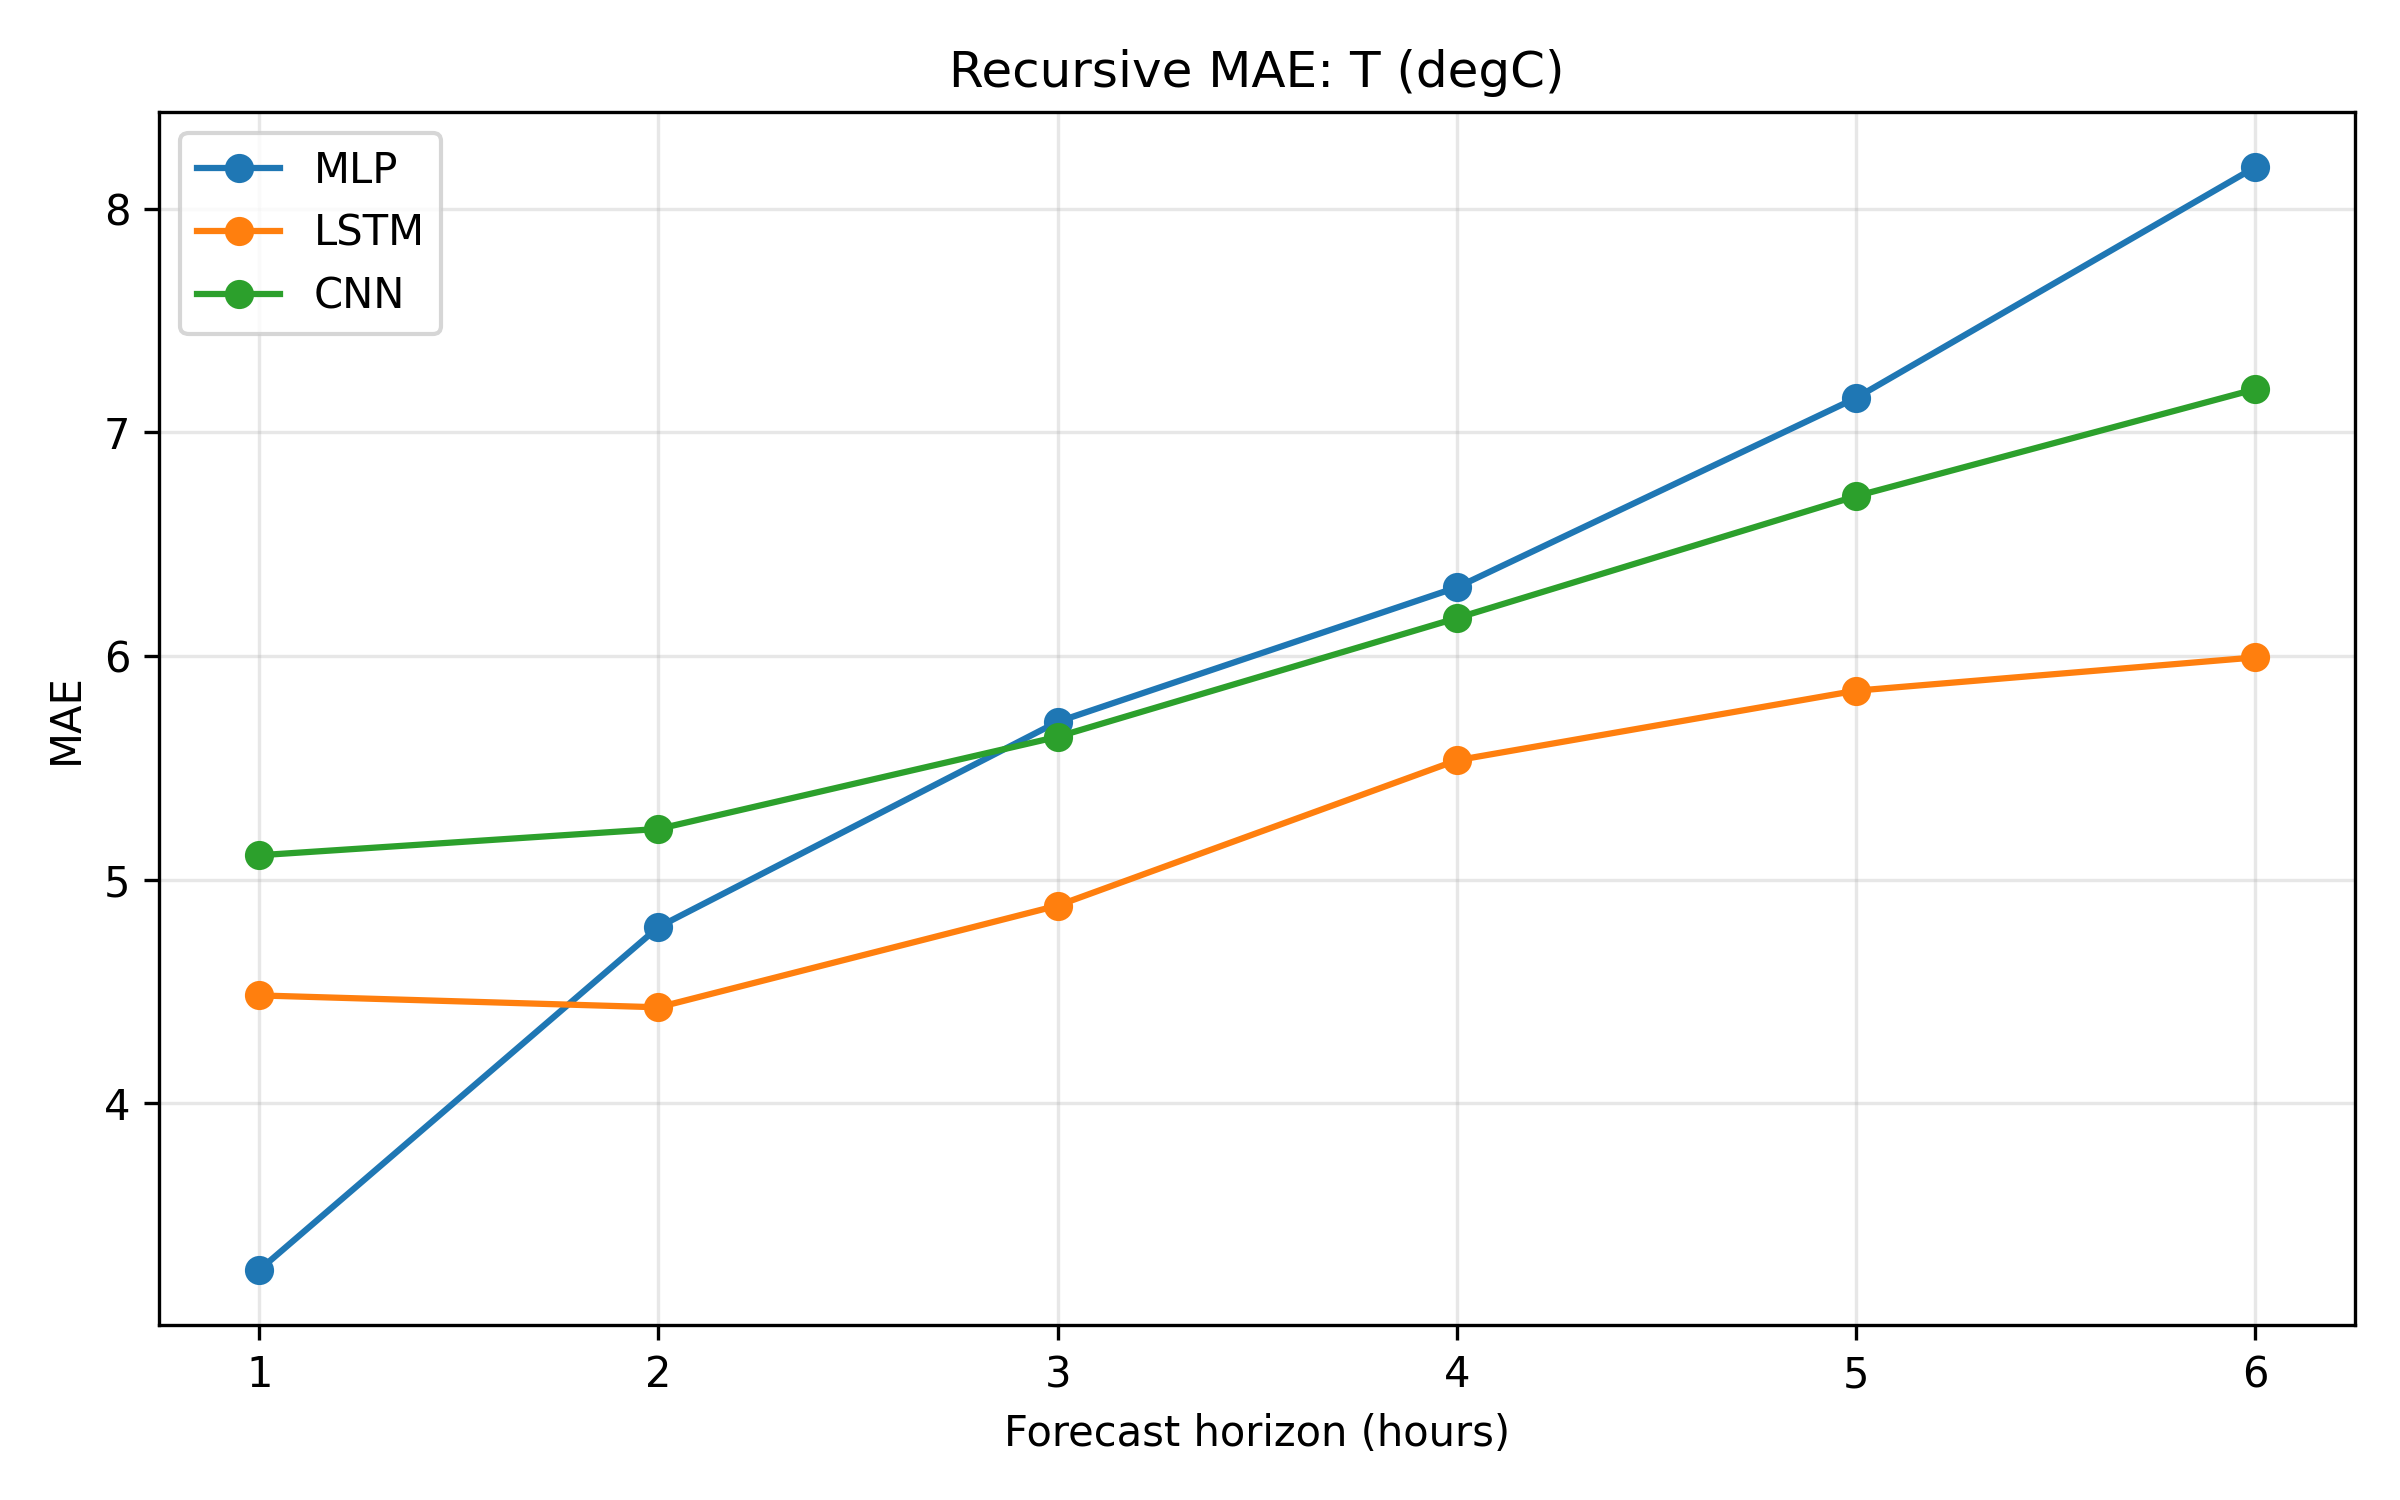 Recursive MAE: T (degC)
MLP
LSTM
CNN
8
7
6
5
4
MAE
1 2 3 4 5 6
Forecast horizon (hours)